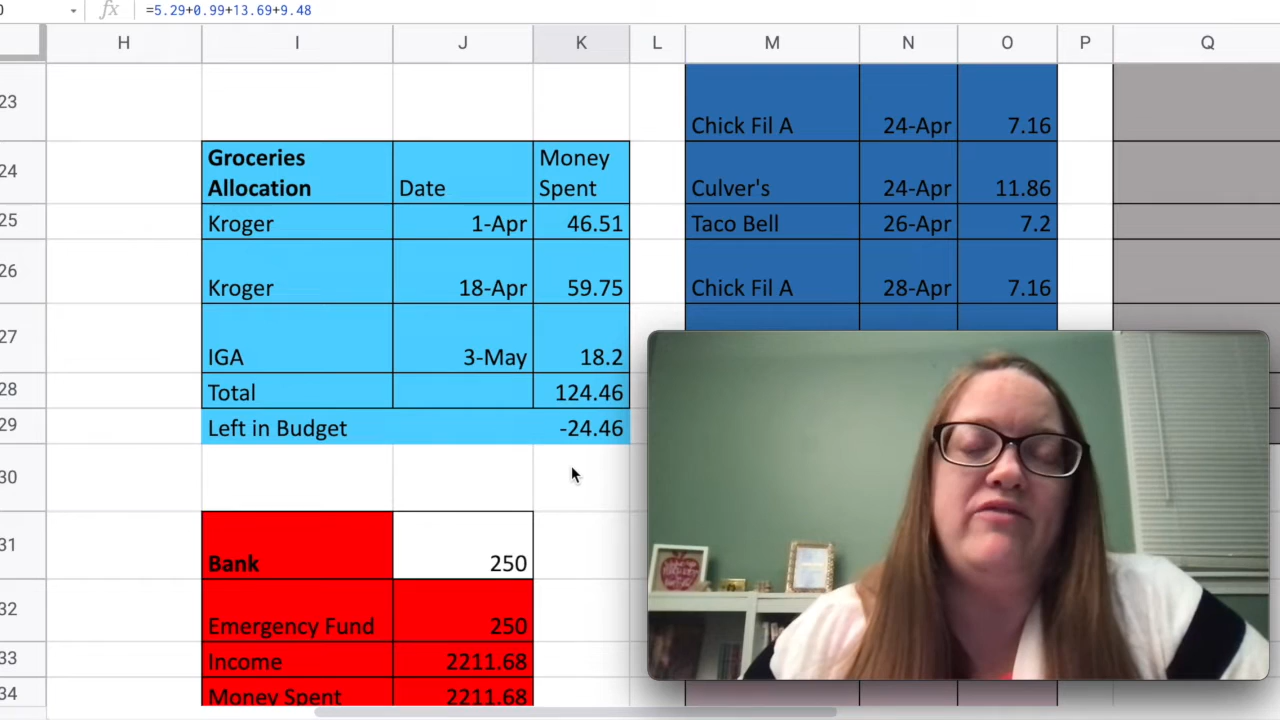 =5.29+0.99+13.69+9.48
H I J K L M N O P Q
23 Chick Fil A 24-Apr 7.16
24 Groceries Allocation Date Money Spent Culver's 24-Apr 11.86
25 Kroger 1-Apr 46.51 Taco Bell 26-Apr 7.2
26 Kroger 18-Apr 59.75 Chick Fil A 28-Apr 7.16
27 IGA 3-May 18.2
28 Total 124.46
29 Left in Budget -24.46
30
31 Bank 250
32 Emergency Fund 250
33 Income 2211.68
34 Money Spent 2211.68